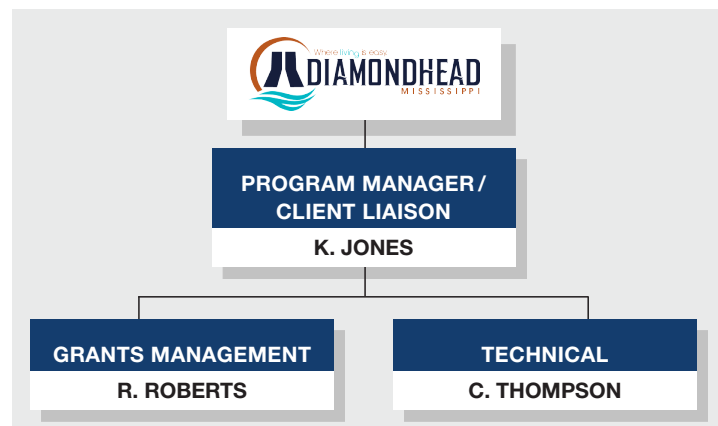 Where living is easy.
DIAMONDHEAD
MISSISSIPPI
PROGRAM MANAGER /
CLIENT LIAISON
K. JONES
GRANTS MANAGEMENT
R. ROBERTS
TECHNICAL
C. THOMPSON